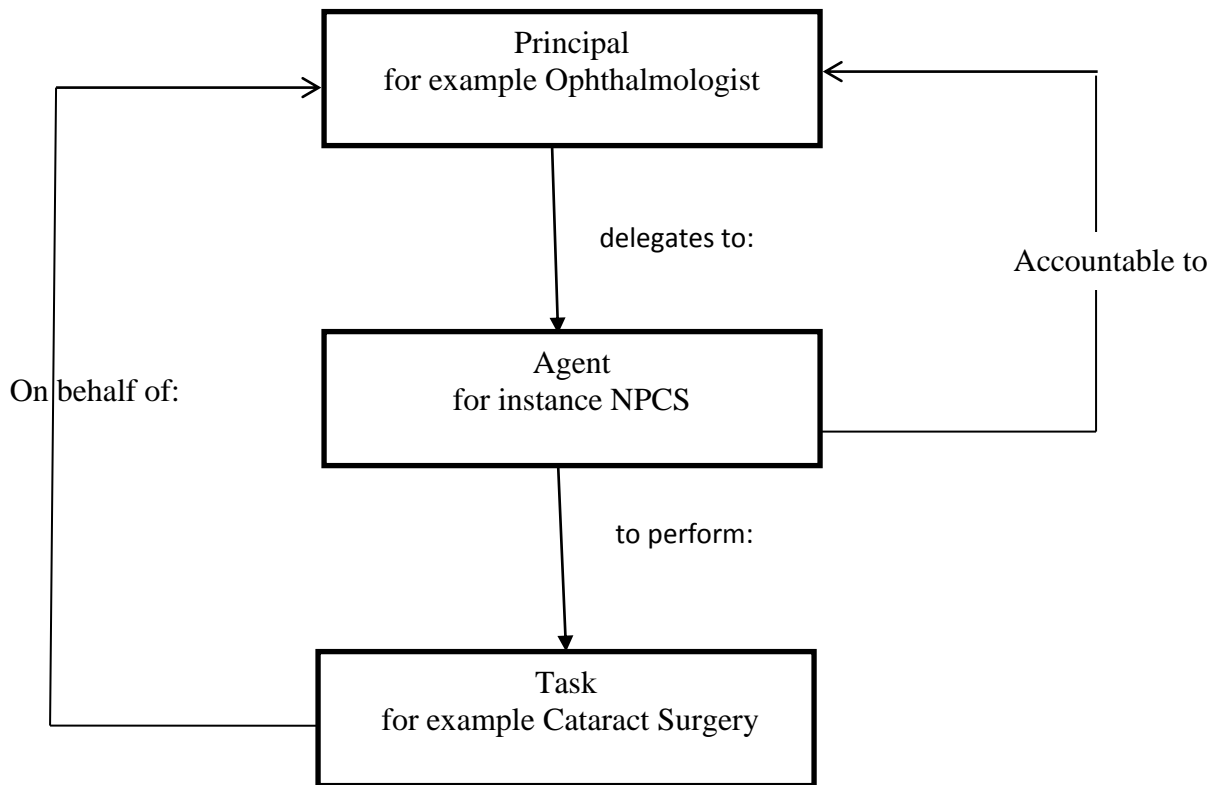 Principal
for example Ophthalmologist
delegates to:
Accountable to
Agent
for instance NPCS
On behalf of:
to perform:
Task
for example Cataract Surgery